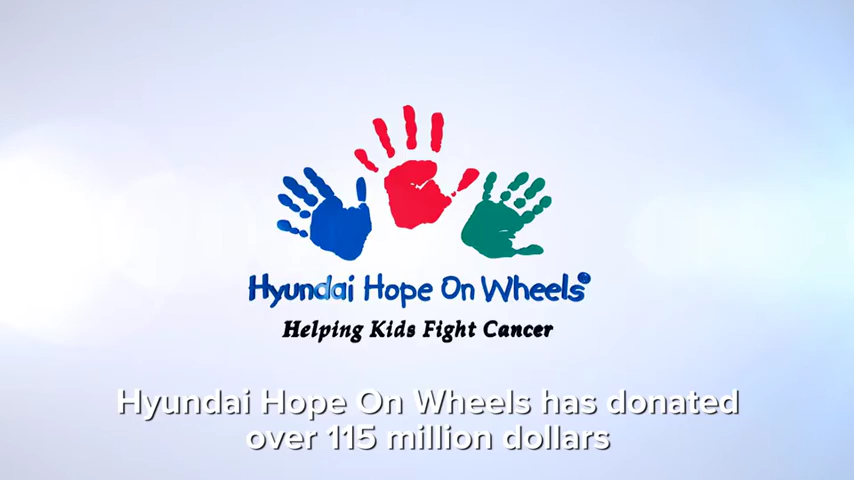 Hyundai Hope On Wheels®
Helping Kids Fight Cancer
Hyundai Hope On Wheels has donated
over 115 million dollars